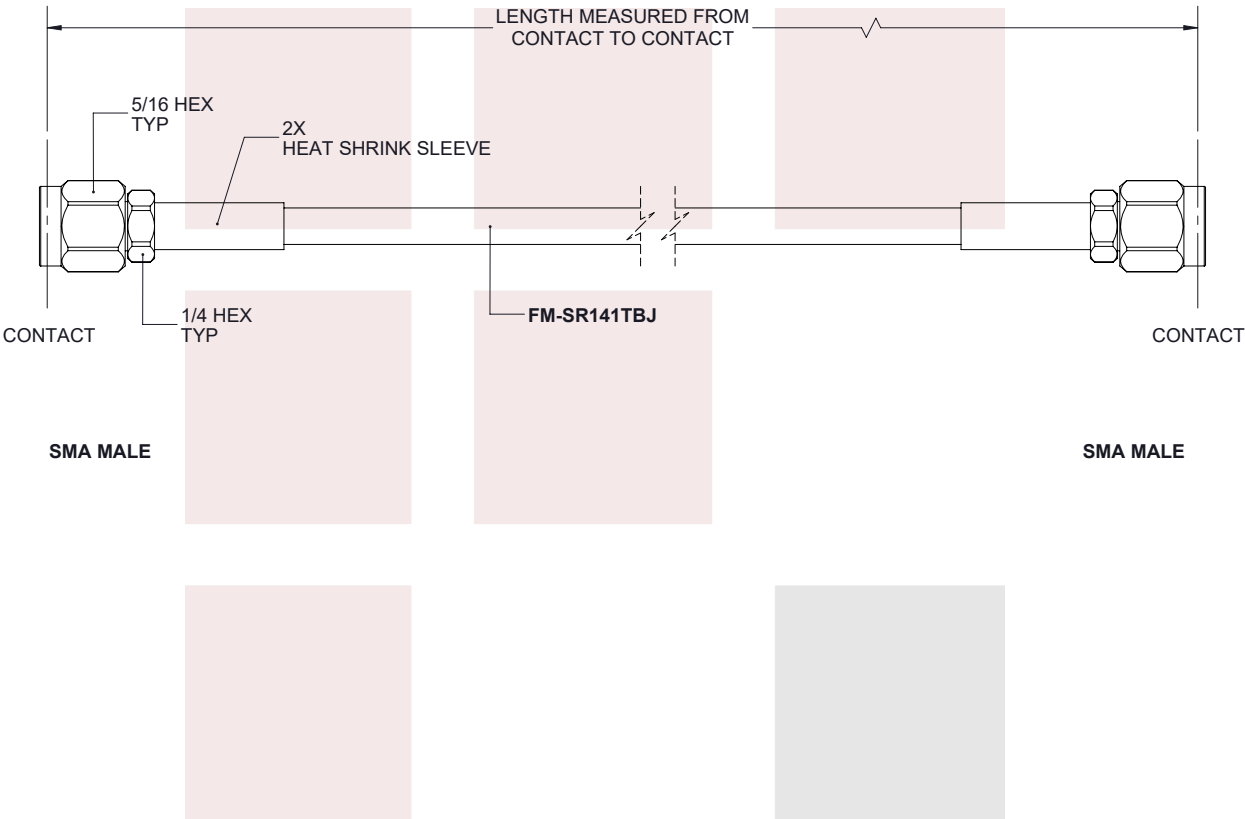 LENGTH MEASURED FROM
CONTACT TO CONTACT
5/16 HEX
TYP
2X
HEAT SHRINK SLEEVE
1/4 HEX
TYP
FM-SR141TBJ
CONTACT
CONTACT
SMA MALE
SMA MALE